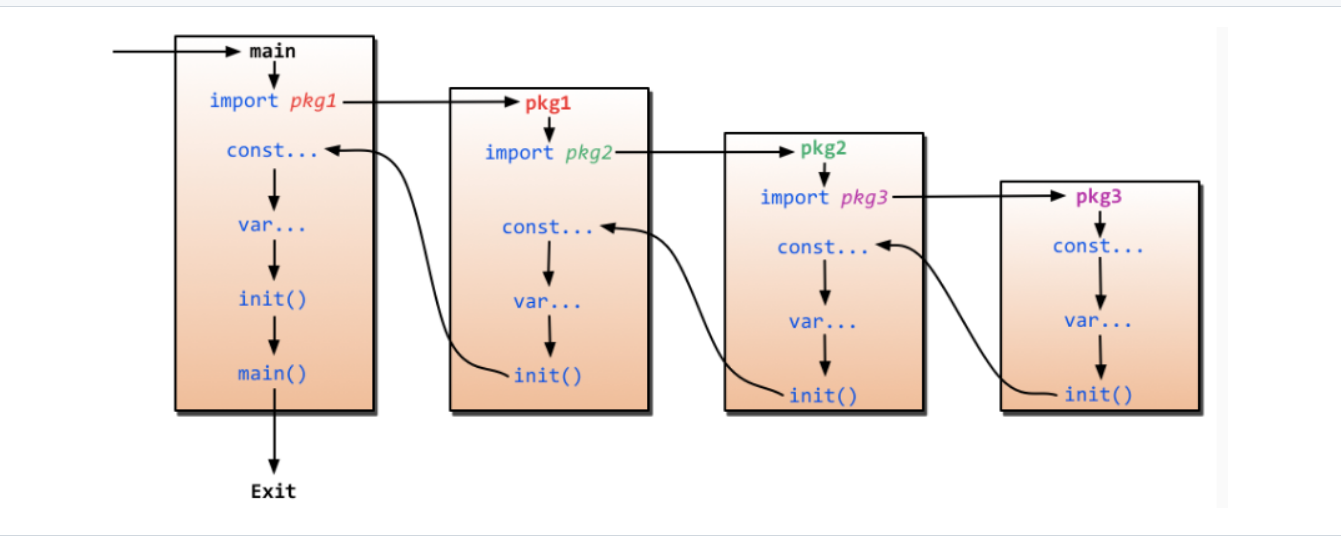 main
import pkg1
const...
var...
init()
main()
Exit
pkg1
import pkg2
const...
var...
init()
pkg2
import pkg3
const...
var...
init()
pkg3
const...
var...
init()